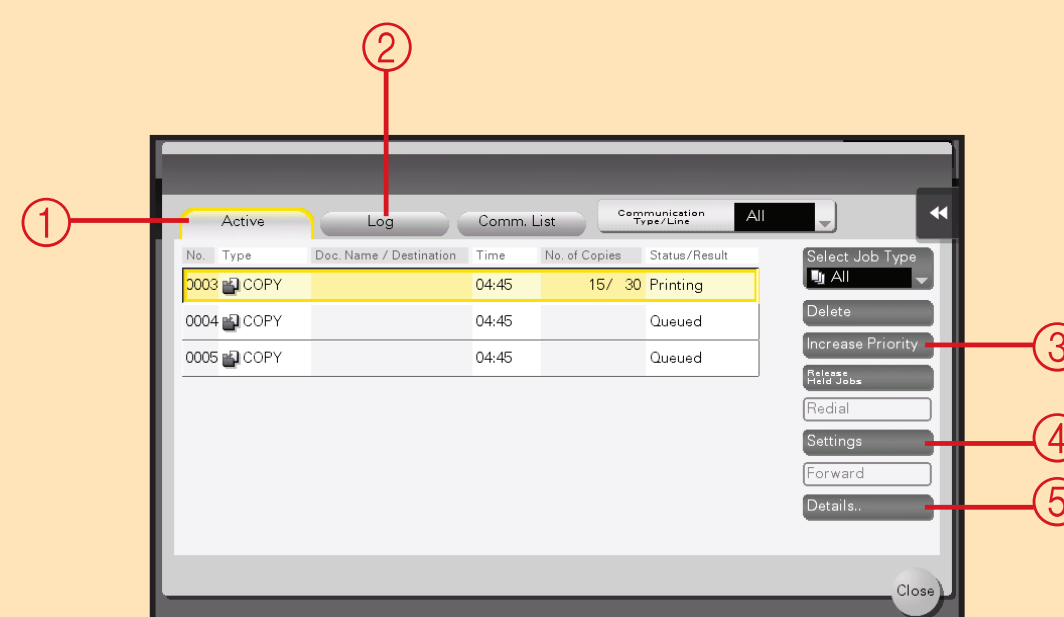 2
1
Active Log Comm. List Communication Type/Line All
No. Type Doc. Name / Destination Time No. of Copies Status/Result
0003 COPY 04:45 15/ 30 Printing
0004 COPY 04:45 Queued
0005 COPY 04:45 Queued
Select Job Type
All
Delete
Increase Priority
3
Release
Held Jobs
Redial
Settings
4
Forward
Details..
5
Close